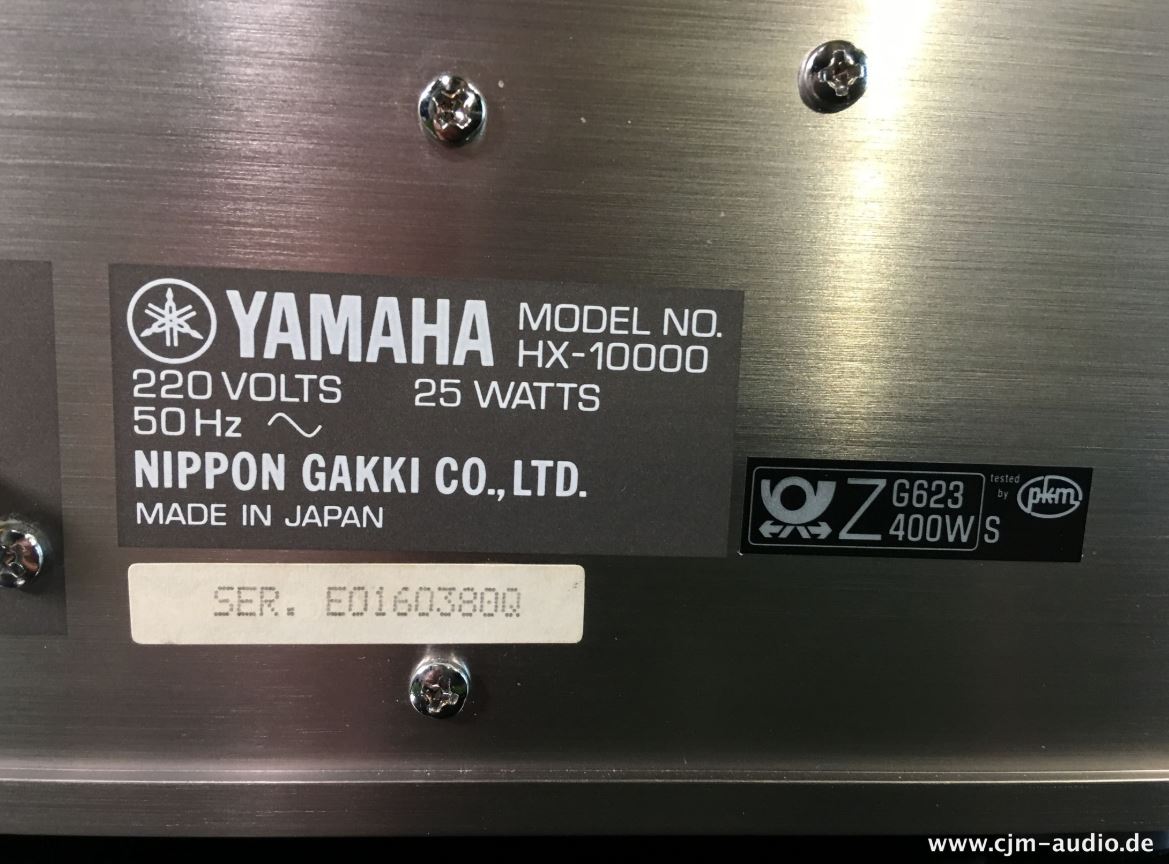 YAMAHA MODEL NO.
HX-10000
220 VOLTS 25 WATTS
50 Hz ~
NIPPON GAKKI CO., LTD.
MADE IN JAPAN
Z G623
400W S
tested
by pkm
SER. E0160380Q
www.cjm-audio.de